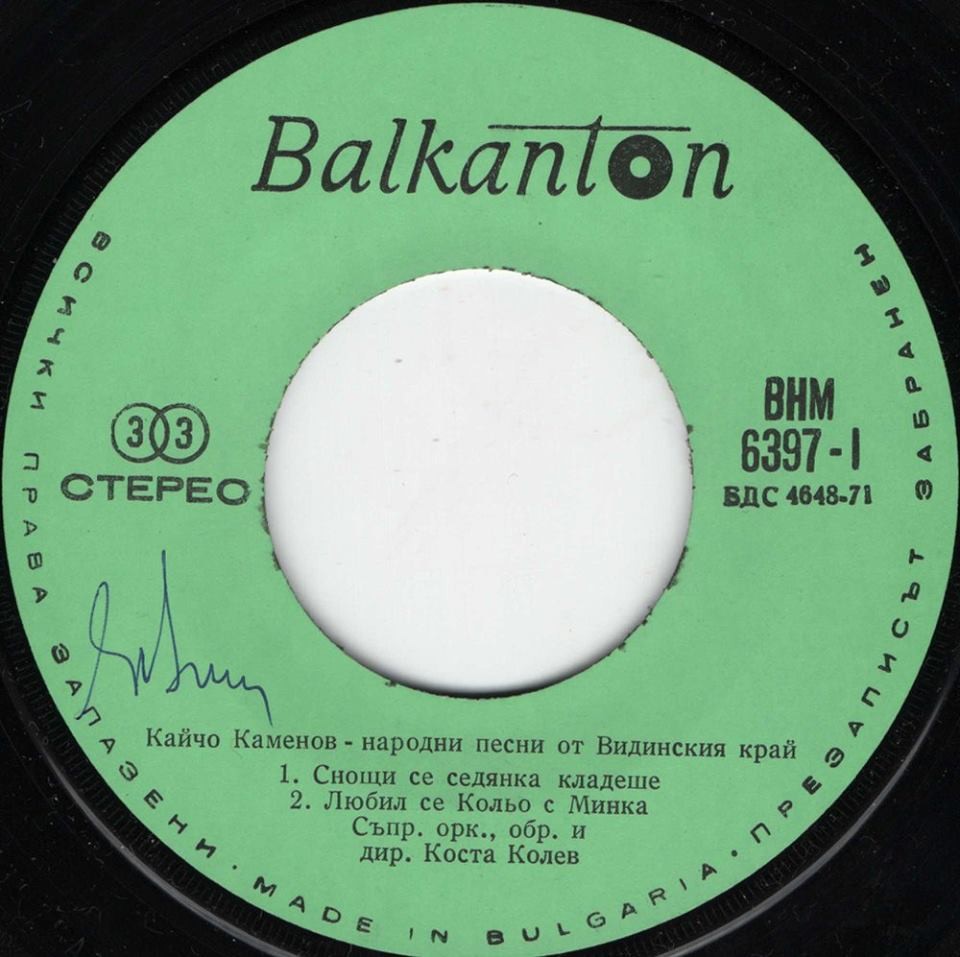 Balkanton
33
СТЕРЕО
ВНМ
6397-1
БДС 4648-71
Кайчо Каменов - народни песни от Видинския край
1. Снощи се седянка кладеше
2. Любил се Кольо с Минка
Съпр. орк., обр. и
дир. Коста Колев
ВСИЧКИ ПРАВА ЗАПАЗЕНИ · MADE IN BULGARIA · ПРЕЗАПИСЪТ ЗАБРАНЕН